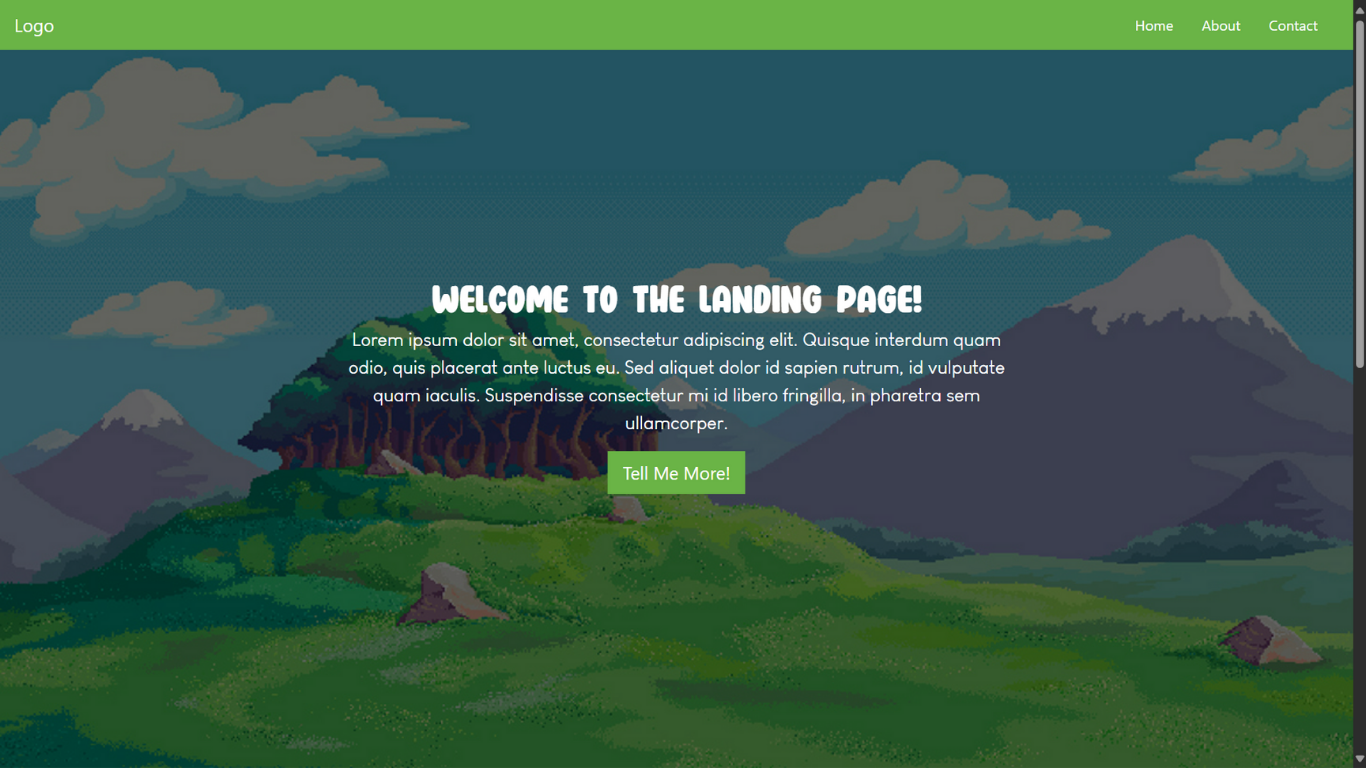 Logo
Home
About
Contact
WELCOME TO THE LANDING PAGE!
Lorem ipsum dolor sit amet, consectetur adipiscing elit. Quisque interdum quam
odio, quis placerat ante luctus eu. Sed aliquet dolor id sapien rutrum, id vulputate
quam iaculis. Suspendisse consectetur mi id libero fringilla, in pharetra sem
ullamcorper.
Tell Me More!